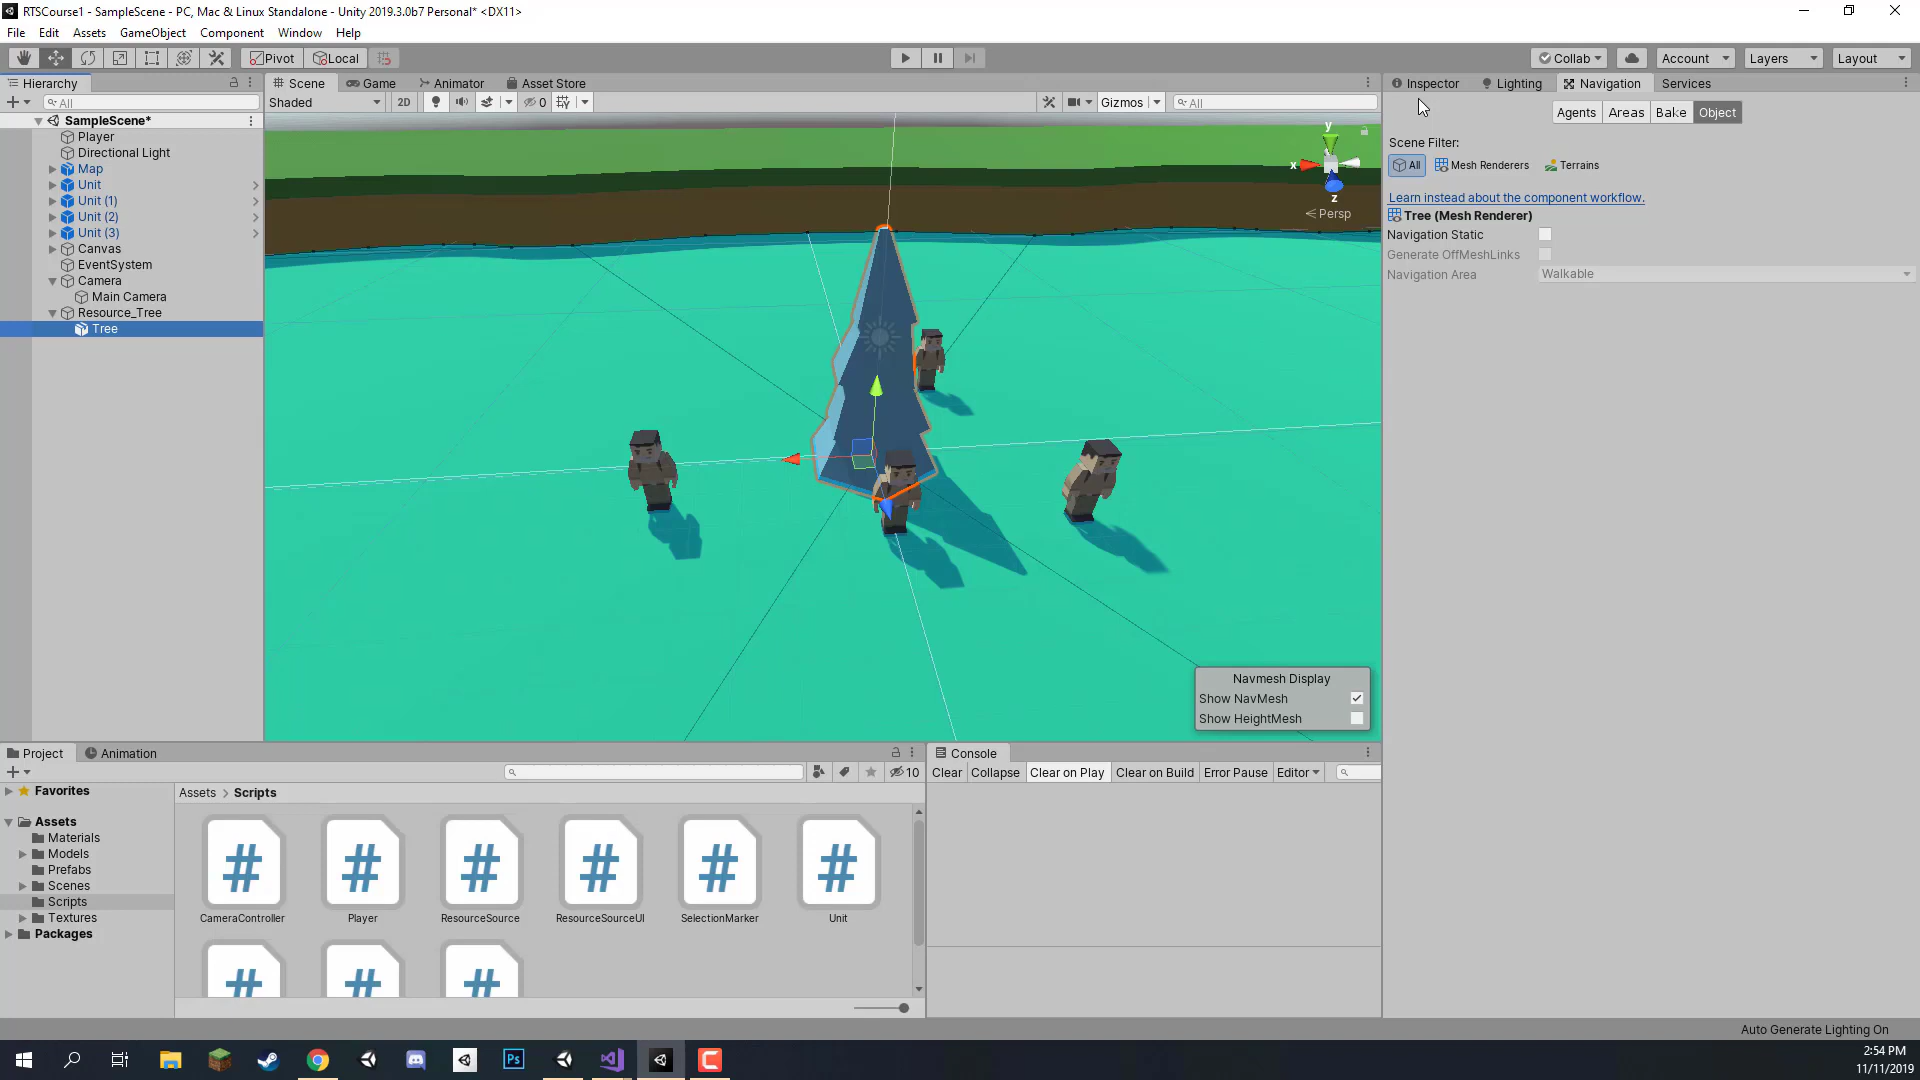 RTSCourse1 - SampleScene - PC, Mac & Linux Standalone - Unity 2019.3.0b7 Personal* <DX11>
File Edit Assets GameObject Component Window Help
Pivot Local Collab Account Layers Layout
Hierarchy
All
SampleScene*
Player
Directional Light
Map
Unit
Unit (1)
Unit (2)
Unit (3)
Canvas
EventSystem
Camera
Main Camera
Resource_Tree
Tree
Scene Game Animator Asset Store
Shaded 2D 0 Gizmos All
y
x
z
Persp
Navmesh Display
Show NavMesh
Show HeightMesh
Inspector Lighting Navigation Services
Agents Areas Bake Object
Scene Filter:
All Mesh Renderers Terrains
Learn instead about the component workflow.
Tree (Mesh Renderer)
Navigation Static
Generate OffMeshLinks
Navigation Area Walkable
Project Animation
10
Favorites
Assets
Materials
Models
Prefabs
Scenes
Scripts
Textures
Packages
Assets > Scripts
CameraController Player ResourceSource ResourceSourceUI SelectionMarker Unit
Console
Clear Collapse Clear on Play Clear on Build Error Pause Editor
Auto Generate Lighting On
Ps
2:54 PM
11/11/2019